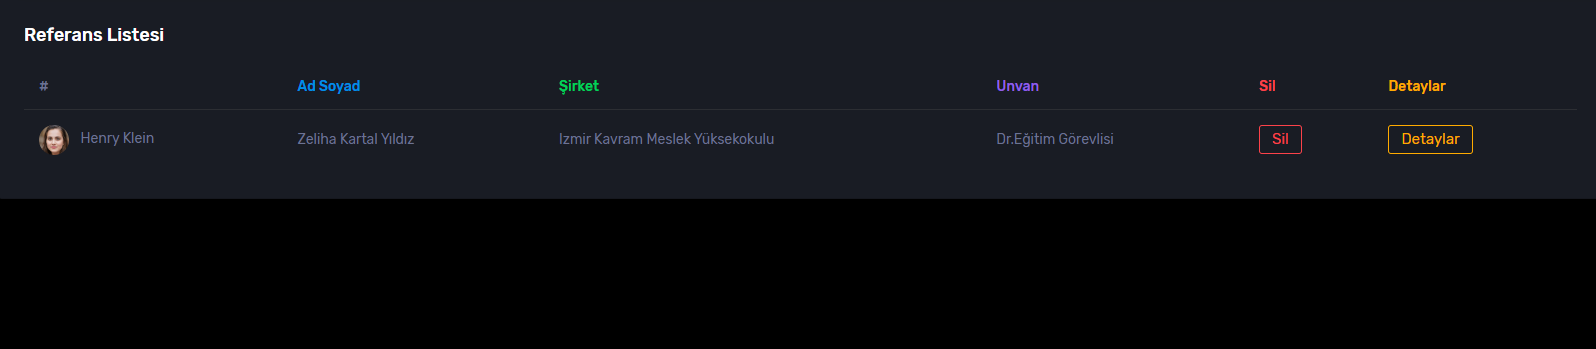 Referans Listesi
# Ad Soyad Şirket Unvan Sil Detaylar
Henry Klein Zeliha Kartal Yıldız Izmir Kavram Meslek Yüksekokulu Dr.Eğitim Görevlisi Sil Detaylar